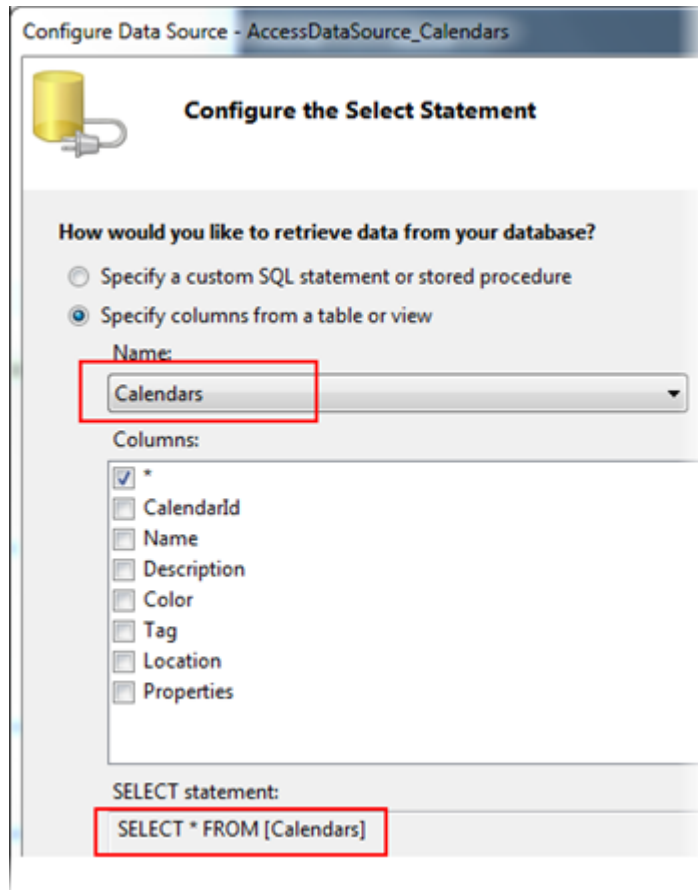 Configure Data Source - AccessDataSource_Calendars
Configure the Select Statement
How would you like to retrieve data from your database?
Specify a custom SQL statement or stored procedure
Specify columns from a table or view
Name:
Calendars
Columns:
*
CalendarId
Name
Description
Color
Tag
Location
Properties
SELECT statement:
SELECT * FROM [Calendars]